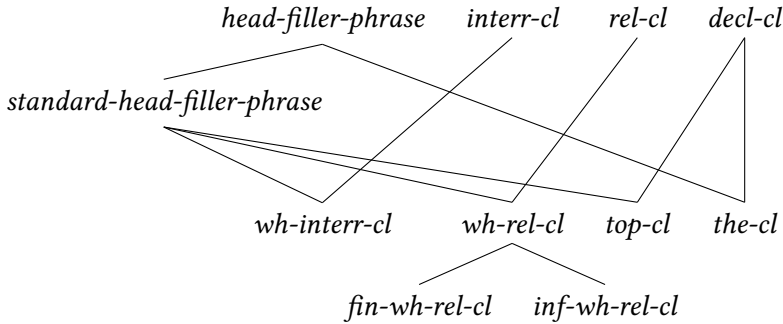 head-filler-phrase interr-cl rel-cl decl-cl
standard-head-filler-phrase
wh-interr-cl wh-rel-cl top-cl the-cl
fin-wh-rel-cl inf-wh-rel-cl